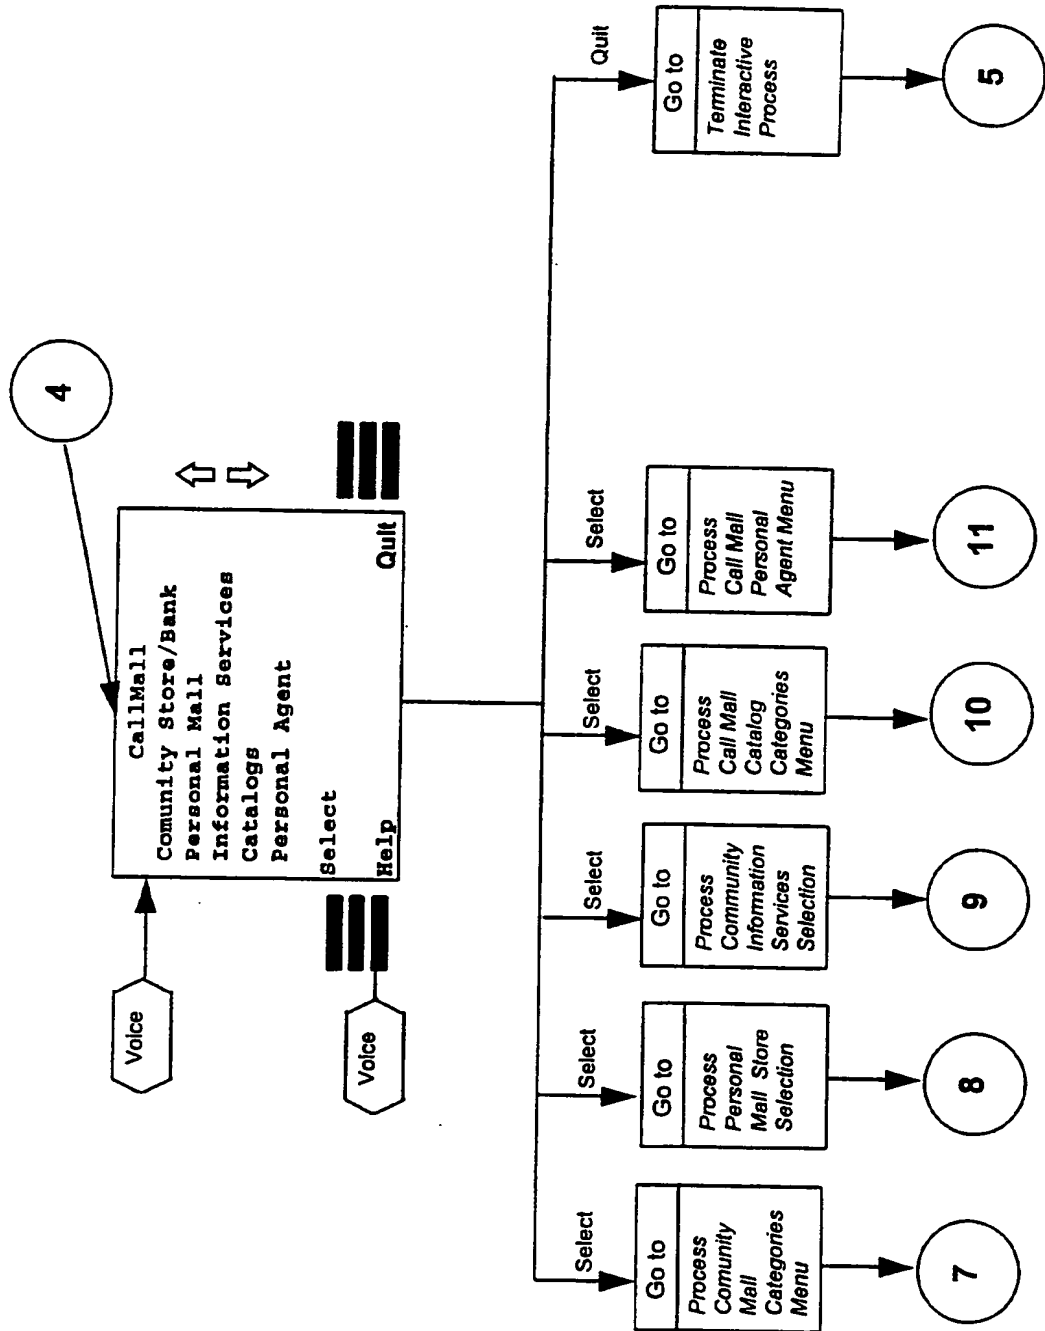 4
Voice
CallMall
Comunity Store/Bank
Personal Mall
Information Services
Catalogs
Personal Agent
Select
Help
Quit
Voice
Select
Select
Select
Select
Select
Quit
Go to
Process
Comunity
Mall
Categories
Menu
Go to
Process
Personal
Mall Store
Selection
Go to
Process
Community
Information
Services
Selection
Go to
Process
Call Mall
Catalog
Categories
Menu
Go to
Process
Call Mall
Personal
Agent Menu
Go to
Terminate
Interactive
Process
7
8
9
10
11
5